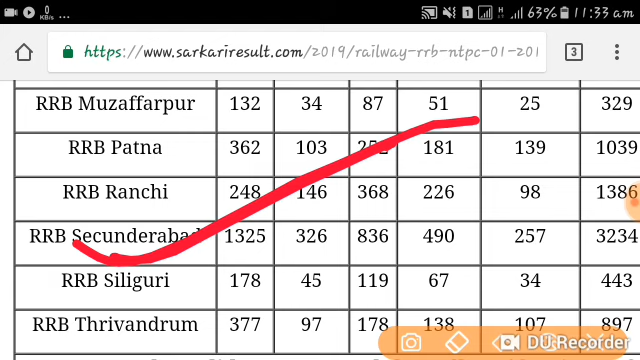 0 KB/s ... 1 H 63% 11:33 am
https://www.sarkariresult.com/2019/railway-rrb-ntpc-01-201 3
RRB Muzaffarpur 132 34 87 51 25 329
RRB Patna 362 103 252 181 139 1039
RRB Ranchi 248 146 368 226 98 1386
RRB Secunderabad 1325 326 836 490 257 3234
RRB Siliguri 178 45 119 67 34 443
RRB Thrivandrum 377 97 178 138 107 897
DU Recorder